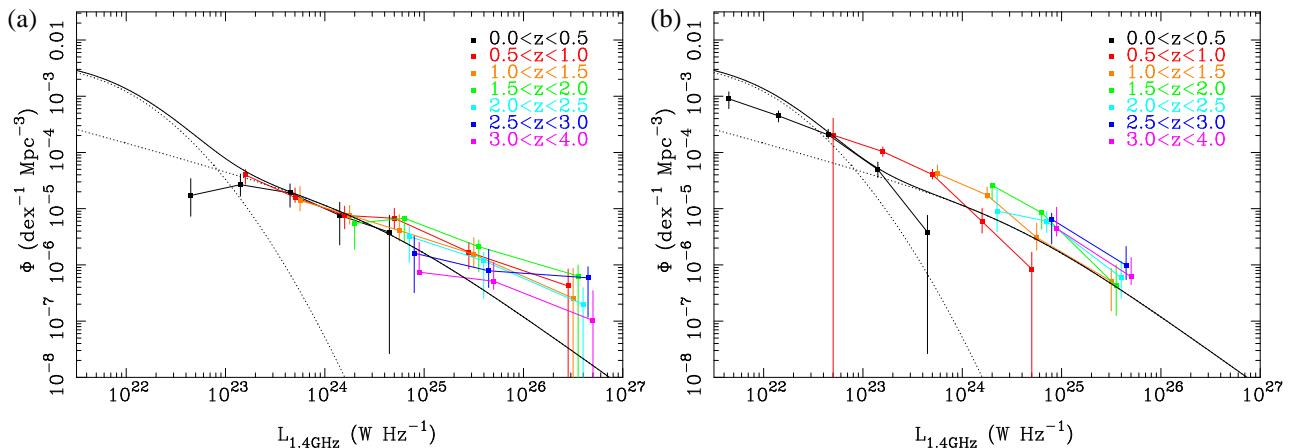 (a)
0.01
10⁻³
10⁻⁴
10⁻⁵
10⁻⁶
10⁻⁷
10⁻⁸
Φ (dex⁻¹ Mpc⁻³)
0.0<z<0.5
0.5<z<1.0
1.0<z<1.5
1.5<z<2.0
2.0<z<2.5
2.5<z<3.0
3.0<z<4.0
10²² 10²³ 10²⁴ 10²⁵ 10²⁶ 10²⁷
L₁.₄GHz (W Hz⁻¹)
(b)
0.01
10⁻³
10⁻⁴
10⁻⁵
10⁻⁶
10⁻⁷
10⁻⁸
Φ (dex⁻¹ Mpc⁻³)
0.0<z<0.5
0.5<z<1.0
1.0<z<1.5
1.5<z<2.0
2.0<z<2.5
2.5<z<3.0
3.0<z<4.0
10²² 10²³ 10²⁴ 10²⁵ 10²⁶ 10²⁷
L₁.₄GHz (W Hz⁻¹)